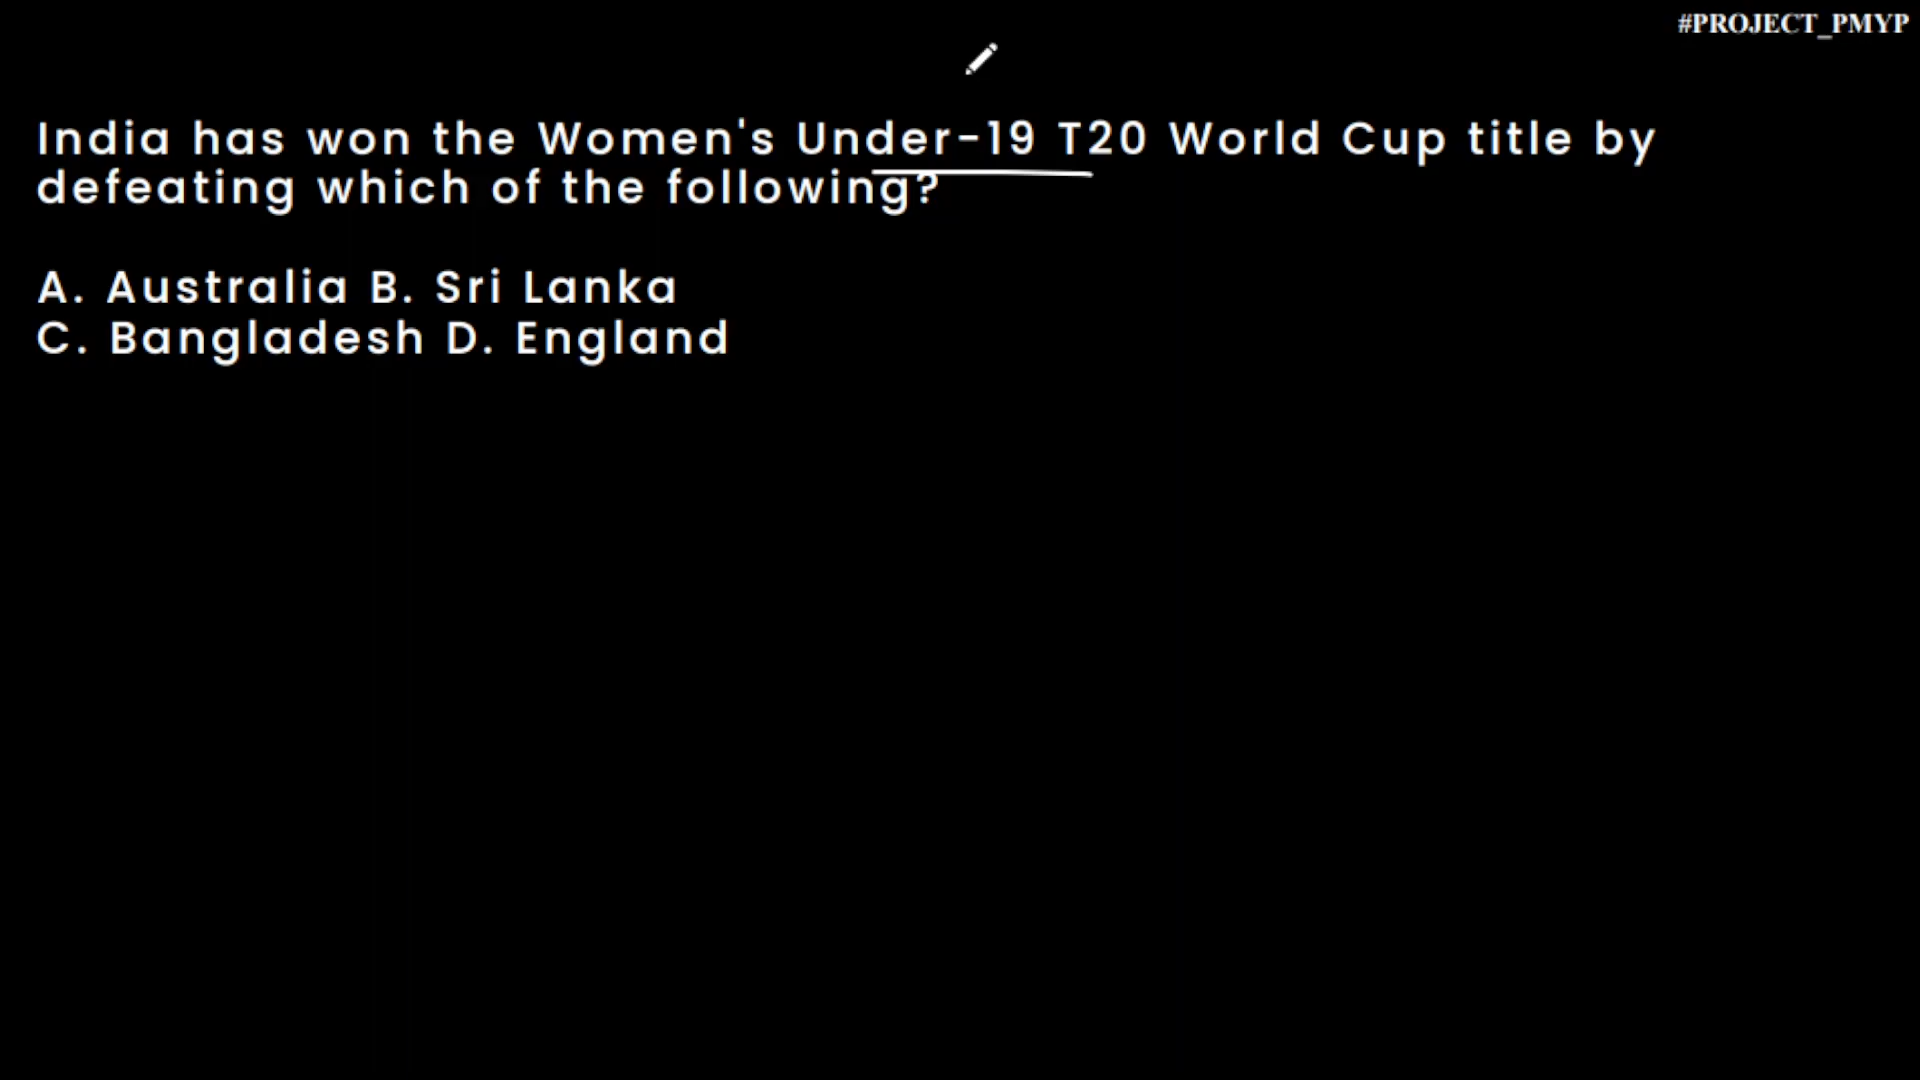 #PROJECT_PMYP
India has won the Women's Under-19 T20 World Cup title by
defeating which of the following?
A. Australia B. Sri Lanka
C. Bangladesh D. England